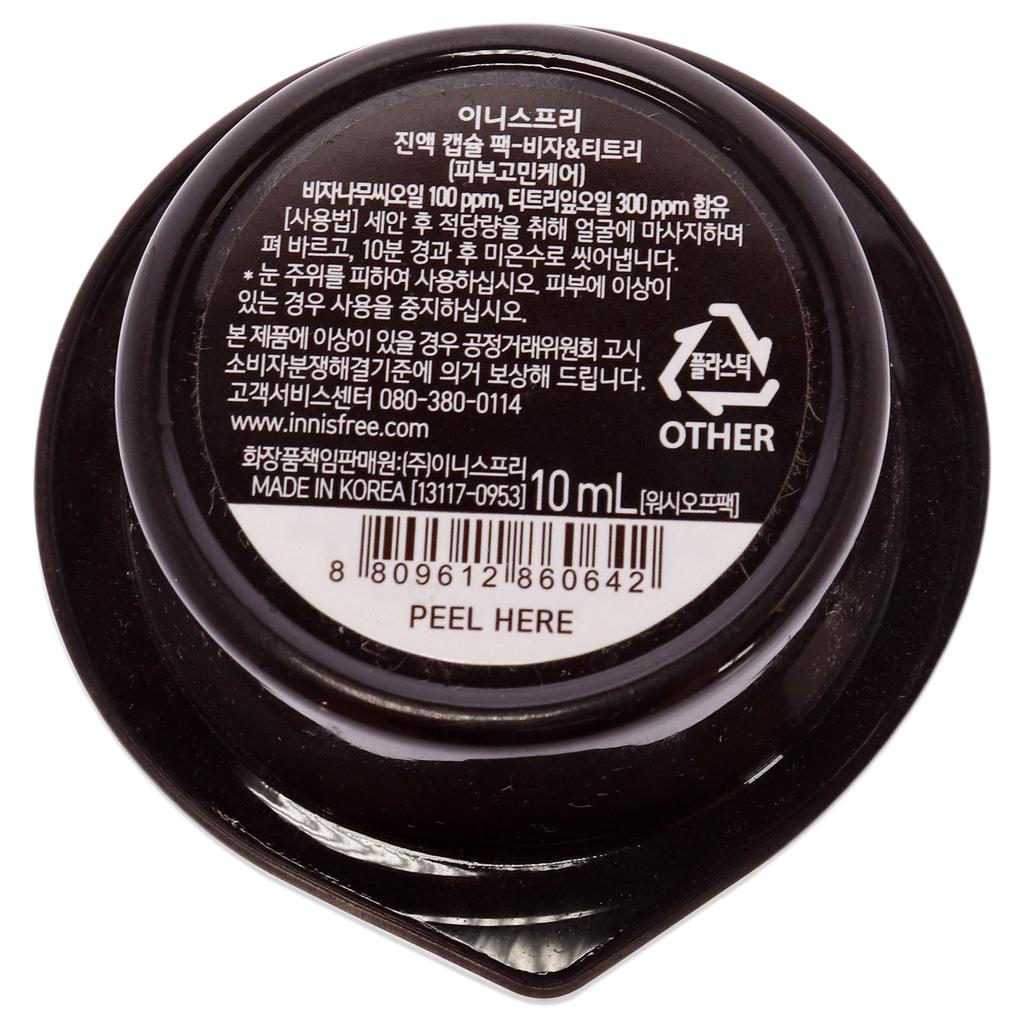 이니스프리
진액 캡슐 팩-비자&티트리
(피부고민케어)
비자나무씨오일 100 ppm, 티트리잎오일 300 ppm 함유
[사용법] 세안 후 적당량을 취해 얼굴에 마사지하며
펴 바르고, 10분 경과 후 미온수로 씻어냅니다.
* 눈 주위를 피하여 사용하십시오. 피부에 이상이
있는 경우 사용을 중지하십시오.
본 제품에 이상이 있을 경우 공정거래위원회 고시
소비자분쟁해결기준에 의거 보상해 드립니다.
고객서비스센터 080-380-0114
www.innisfree.com
플라스틱
OTHER
화장품책임판매원:(주)이니스프리
MADE IN KOREA [13117-0953] 10 mL [워시오프팩]
8 809612 860642
PEEL HERE